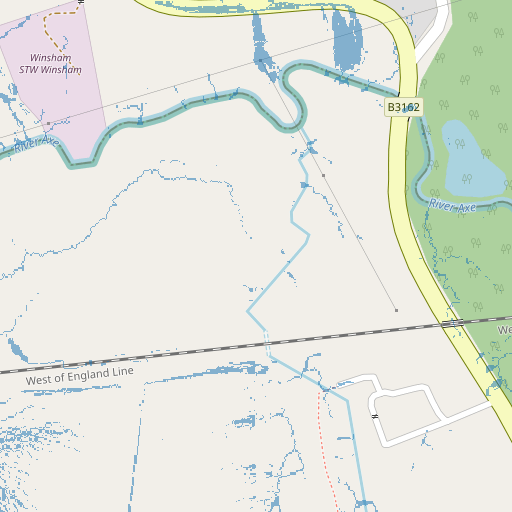 Winsham
STW Winsham
B3162
River Axe
River Axe
We
West of England Line